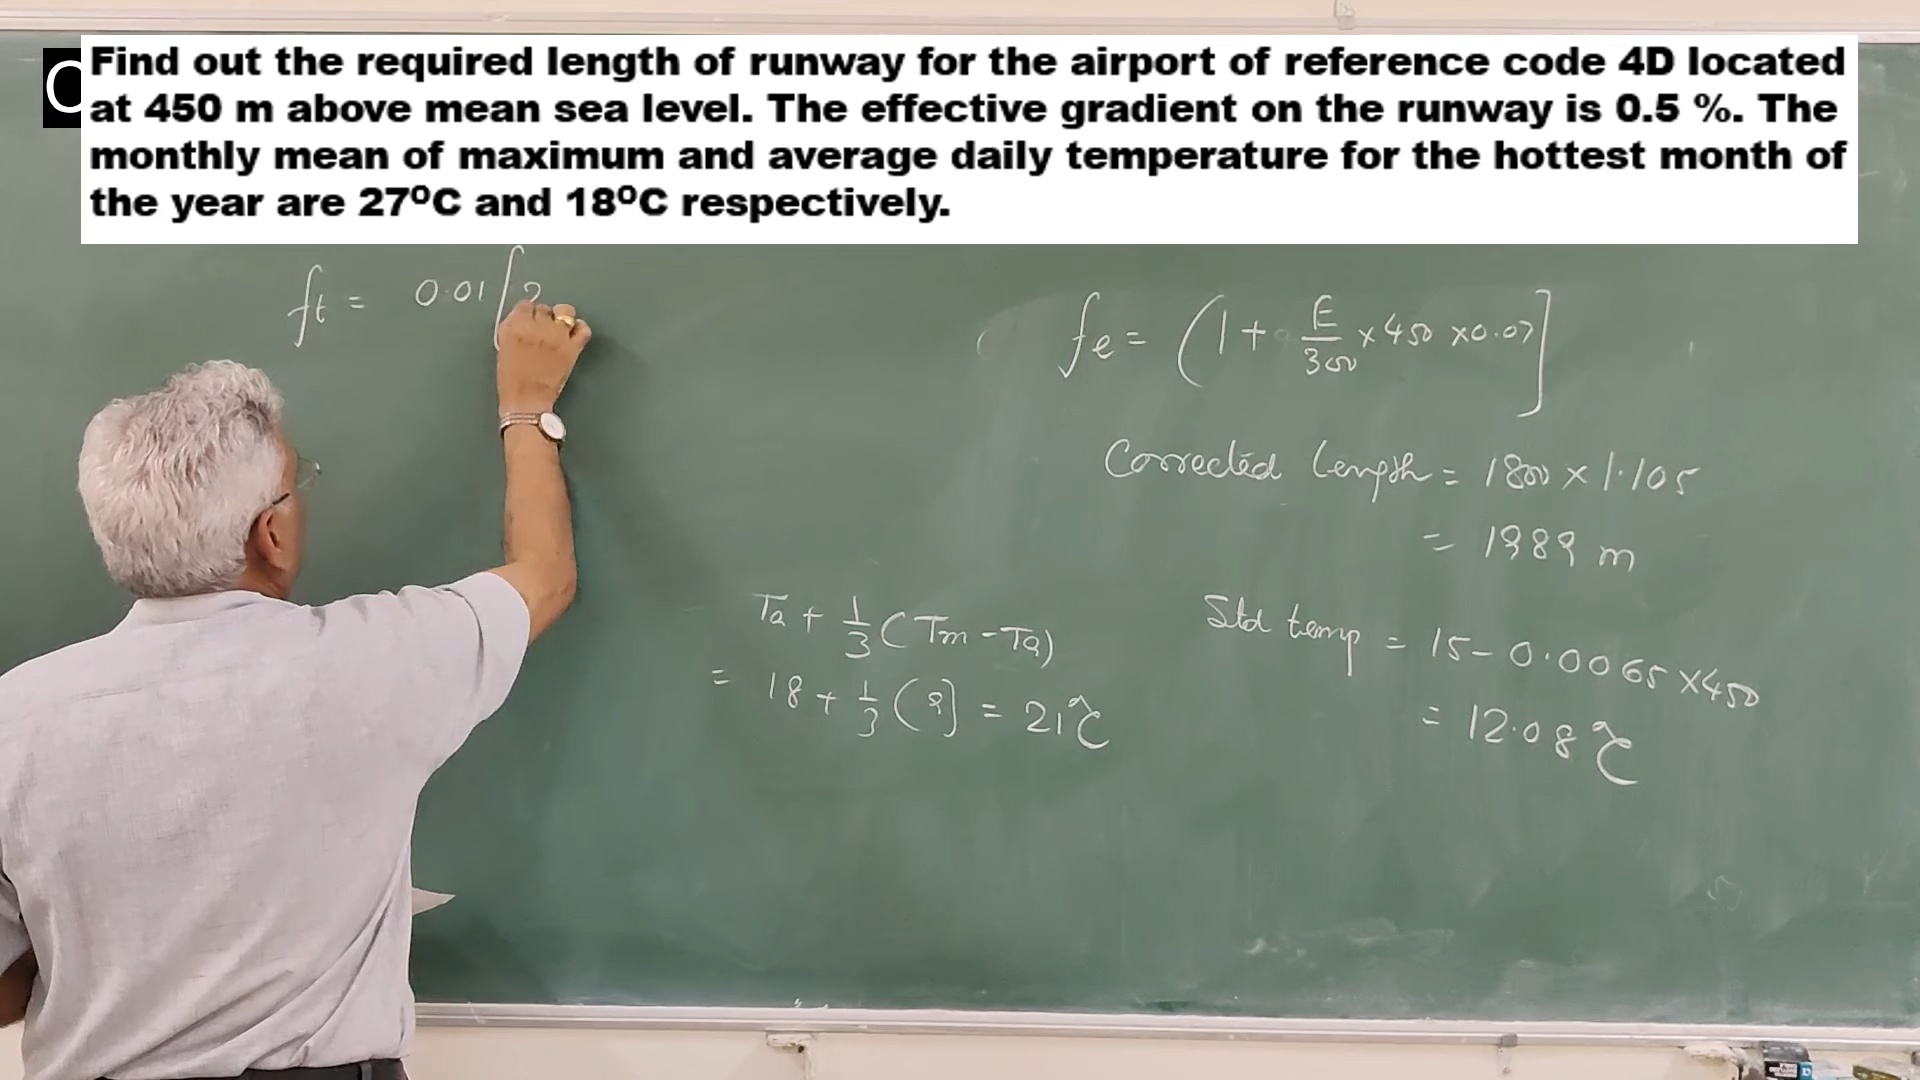 Find out the required length of runway for the airport of reference code 4D located
at 450 m above mean sea level. The effective gradient on the runway is 0.5 %. The
monthly mean of maximum and average daily temperature for the hottest month of
the year are 27⁰C and 18⁰C respectively.
ft = 0.01 ( 2
fe = (1 + E/300 × 450 × 0.07]
Corrected Length = 1800 × 1.105
= 1989 m
Ta + 1/3 (Tm - Ta)
= 18 + 1/3 (9] = 21°C
Std temp = 15 - 0.0065 × 450
= 12.08°C